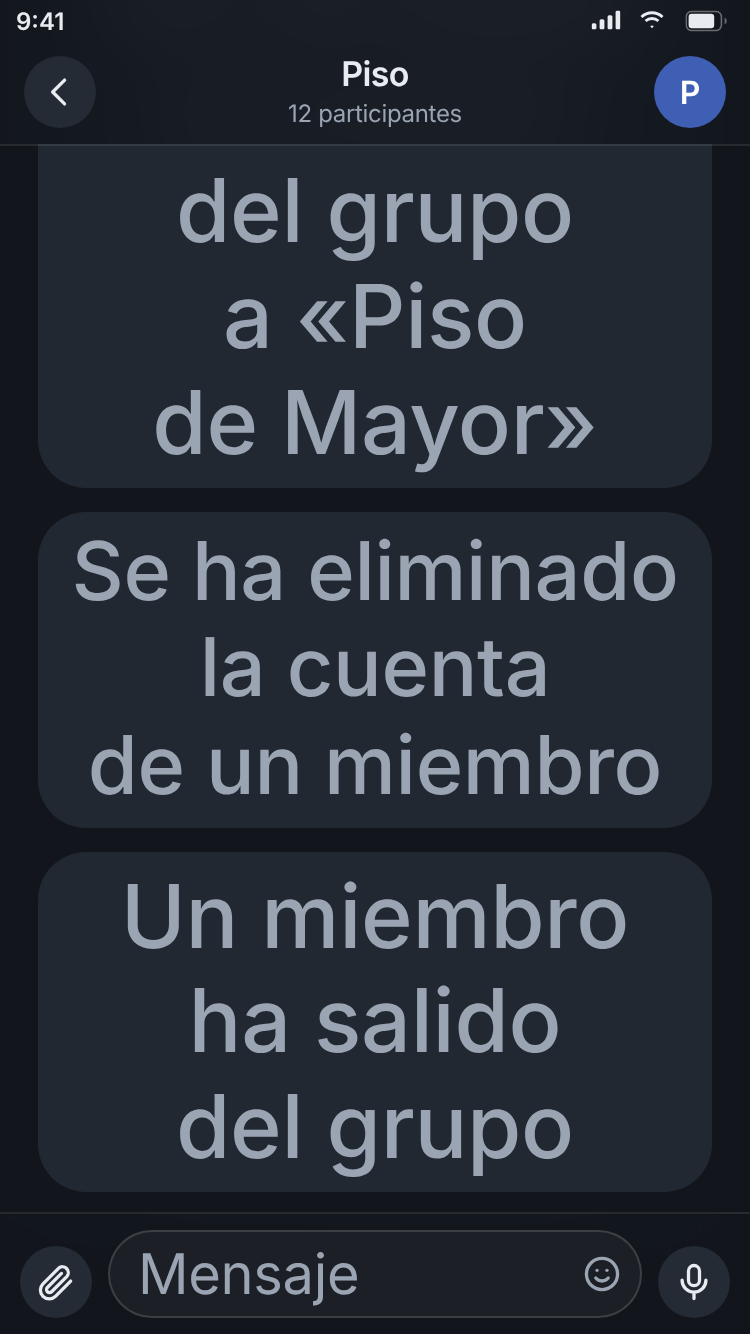 9:41
Piso
12 participantes
P
del grupo
a «Piso
de Mayor»
Se ha eliminado
la cuenta
de un miembro
Un miembro
ha salido
del grupo
Mensaje